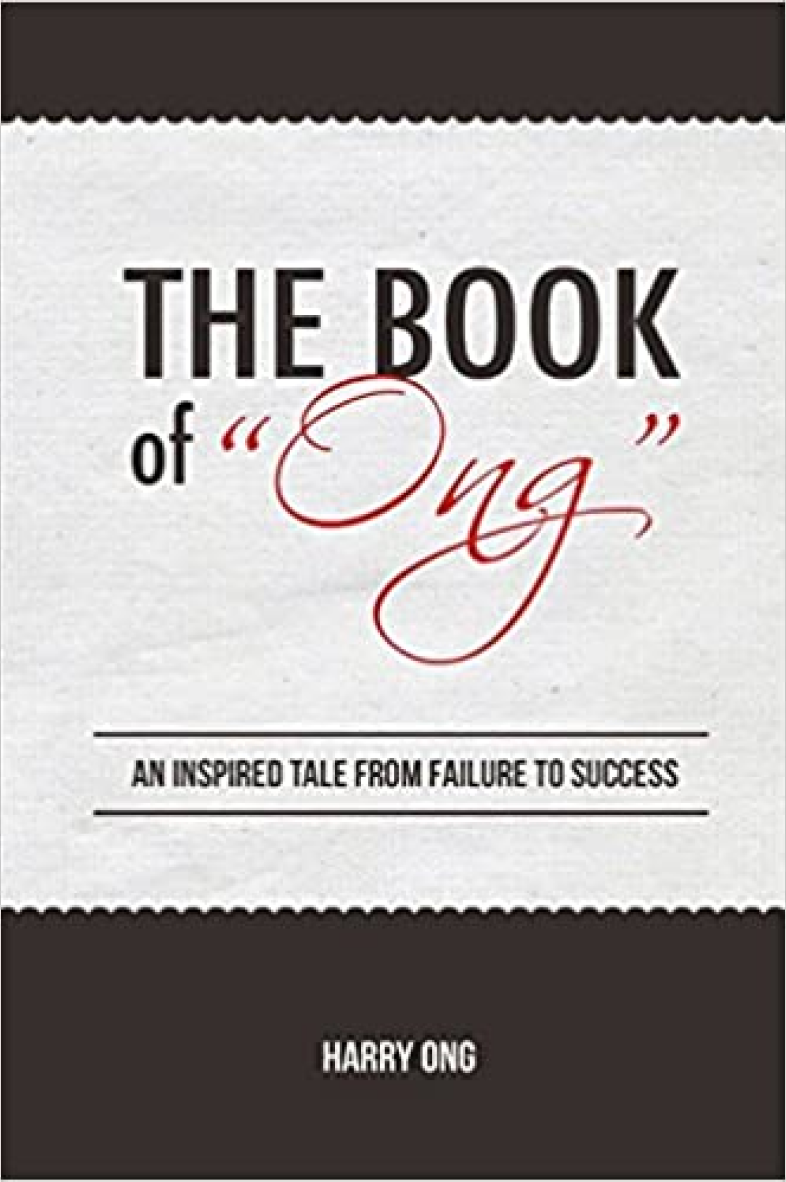 THE BOOK
of “Ong”
AN INSPIRED TALE FROM FAILURE TO SUCCESS
HARRY ONG